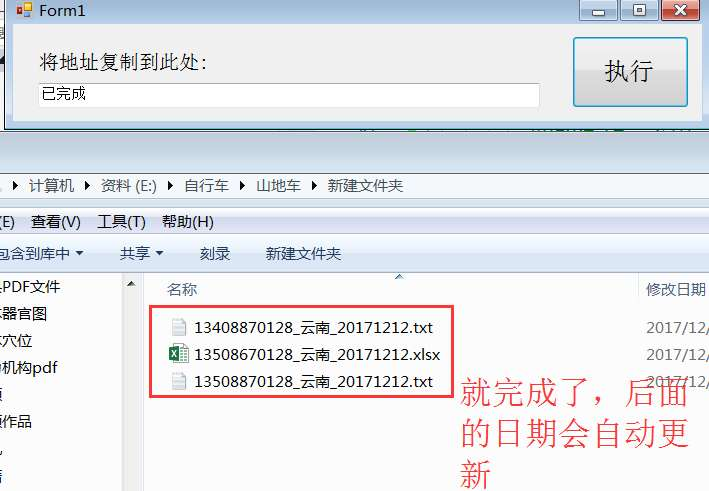 Form1
将地址复制到此处:
执行
已完成
计算机 资料 (E:) 自行车 山地车 新建文件夹
(E) 查看(V) 工具(T) 帮助(H)
包含到库中 共享 刻录 新建文件夹
PDF文件
名称 修改日期
器官图
13408870128_云南_20171212.txt 2017/12/
穴位
13508670128_云南_20171212.xlsx 2017/12/
机构pdf
13508870128_云南_20171212.txt 2017/12/
作品
就完成了，后面
的日期会自动更
新